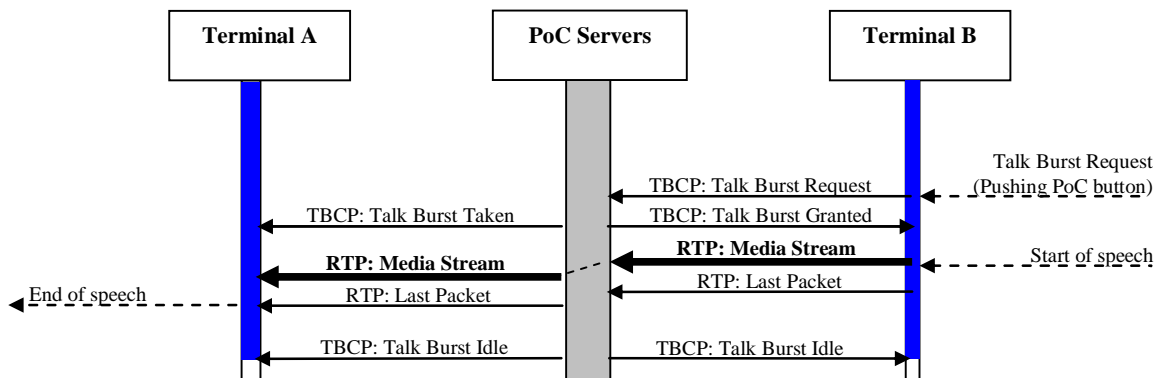 Terminal A
PoC Servers
Terminal B
Talk Burst Request
(Pushing PoC button)
TBCP: Talk Burst Request
TBCP: Talk Burst Taken
TBCP: Talk Burst Granted
RTP: Media Stream
Start of speech
RTP: Media Stream
RTP: Last Packet
End of speech
RTP: Last Packet
TBCP: Talk Burst Idle
TBCP: Talk Burst Idle